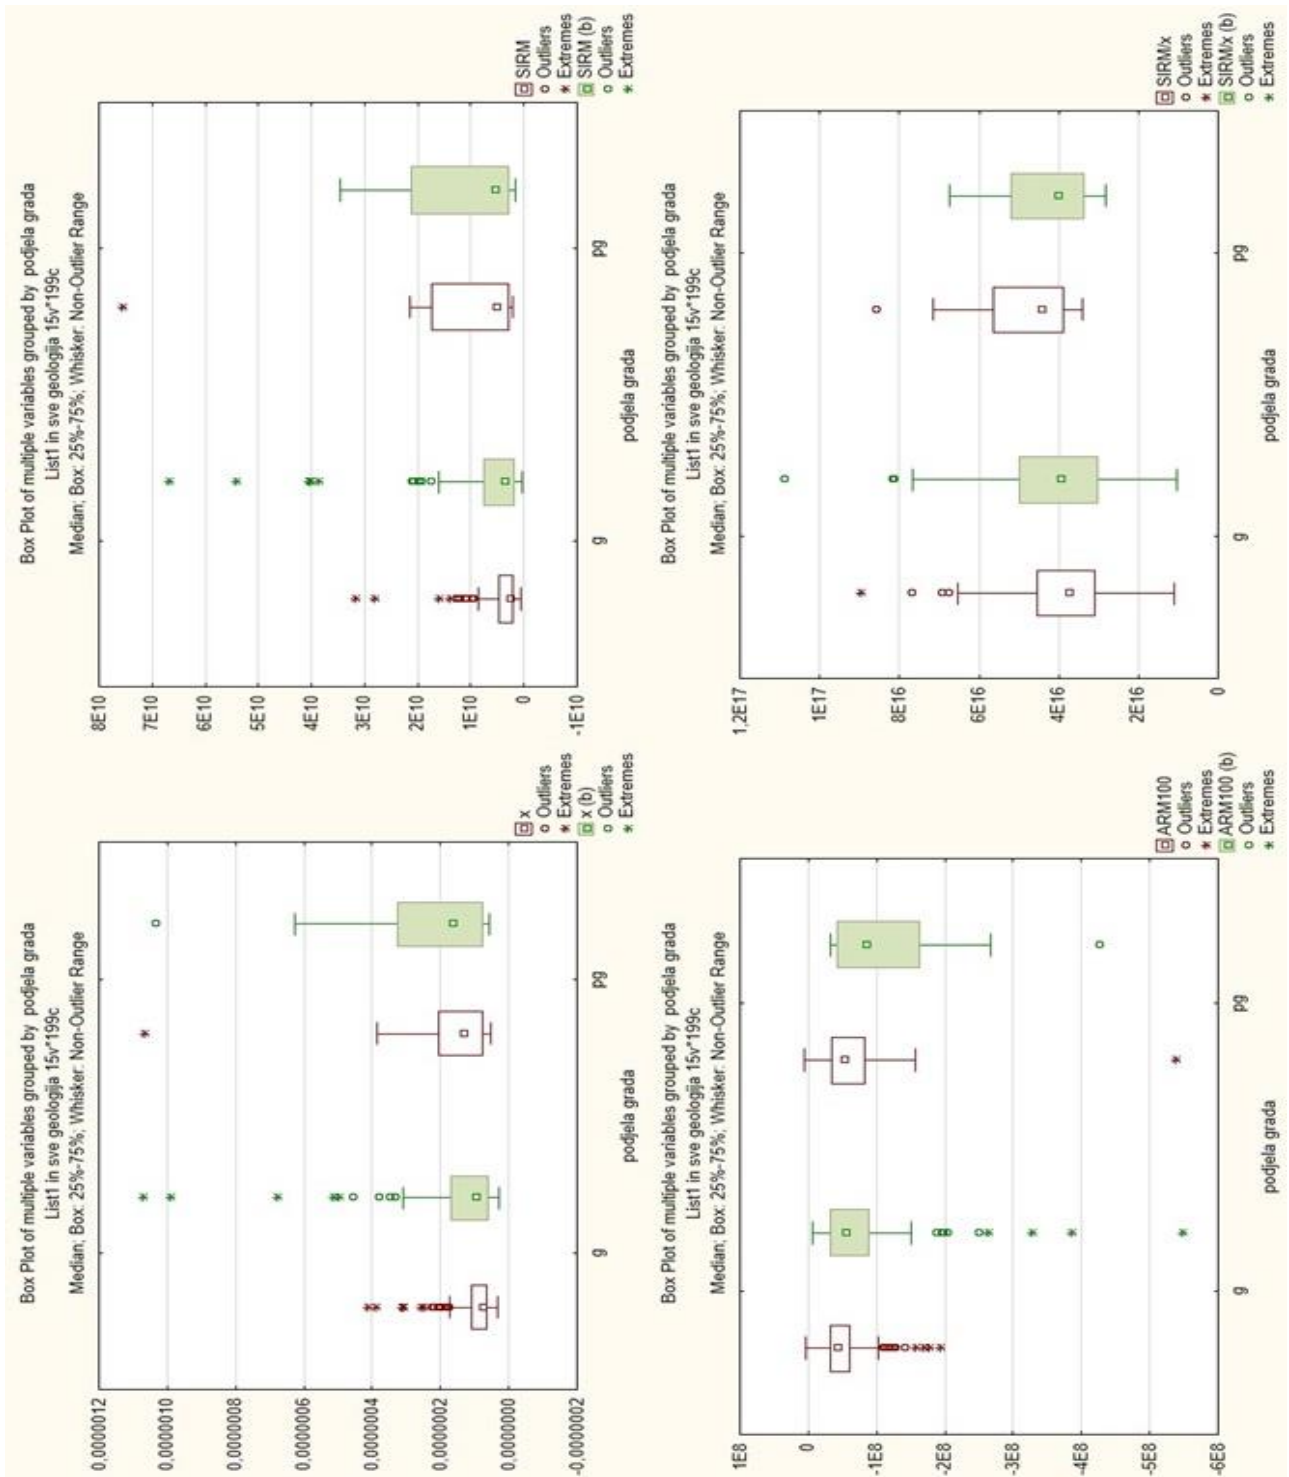 Box Plot of multiple variables grouped by podjela grada
List1 in sve geologija 15v*199c
Median; Box: 25%-75%; Whisker: Non-Outlier Range
0,0000012
0,0000010
0,0000008
0,0000006
0,0000004
0,0000002
0,0000000
-0,0000002
g
pg
podjela grada
x
Outliers
Extremes
x (b)
Outliers
Extremes
Box Plot of multiple variables grouped by podjela grada
List1 in sve geologija 15v*199c
Median; Box: 25%-75%; Whisker: Non-Outlier Range
8E10
7E10
6E10
5E10
4E10
3E10
2E10
1E10
0
-1E10
g
pg
podjela grada
SIRM
Outliers
Extremes
SIRM (b)
Outliers
Extremes
Box Plot of multiple variables grouped by podjela grada
List1 in sve geologija 15v*199c
Median; Box: 25%-75%; Whisker: Non-Outlier Range
1E8
0
-1E8
-2E8
-3E8
-4E8
-5E8
-6E8
g
pg
podjela grada
ARM100
Outliers
Extremes
ARM100 (b)
Outliers
Extremes
Box Plot of multiple variables grouped by podjela grada
List1 in sve geologija 15v*199c
Median; Box: 25%-75%; Whisker: Non-Outlier Range
1,2E17
1E17
8E16
6E16
4E16
2E16
0
g
pg
podjela grada
SIRM/x
Outliers
Extremes
SIRM/x (b)
Outliers
Extremes